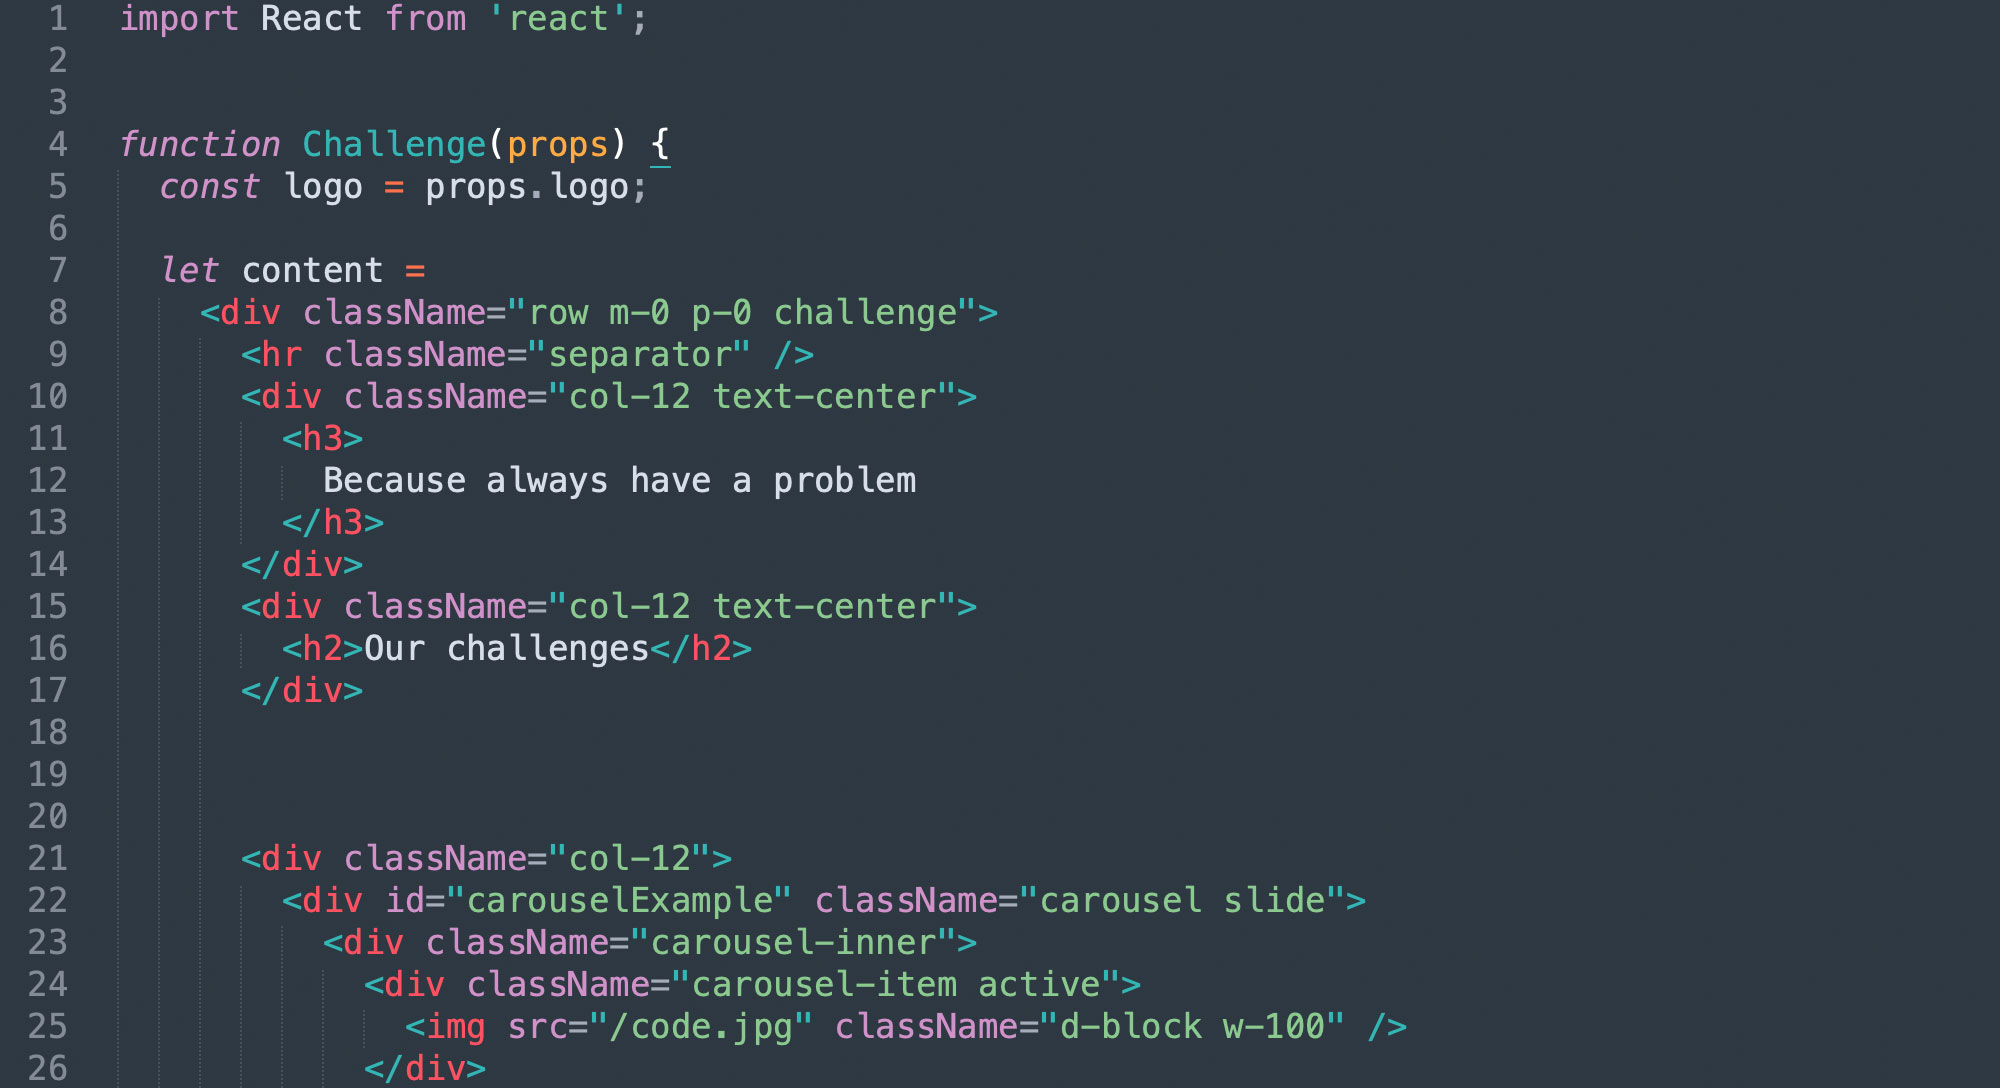 1 import React from 'react';
2
3
4 function Challenge(props) {
5 const logo = props.logo;
6
7 let content =
8 <div className="row m-0 p-0 challenge">
9 <hr className="separator" />
10 <div className="col-12 text-center">
11 <h3>
12 Because always have a problem
13 </h3>
14 </div>
15 <div className="col-12 text-center">
16 <h2>Our challenges</h2>
17 </div>
18
19
20
21 <div className="col-12">
22 <div id="carouselExample" className="carousel slide">
23 <div className="carousel-inner">
24 <div className="carousel-item active">
25 <img src="/code.jpg" className="d-block w-100" />
26 </div>